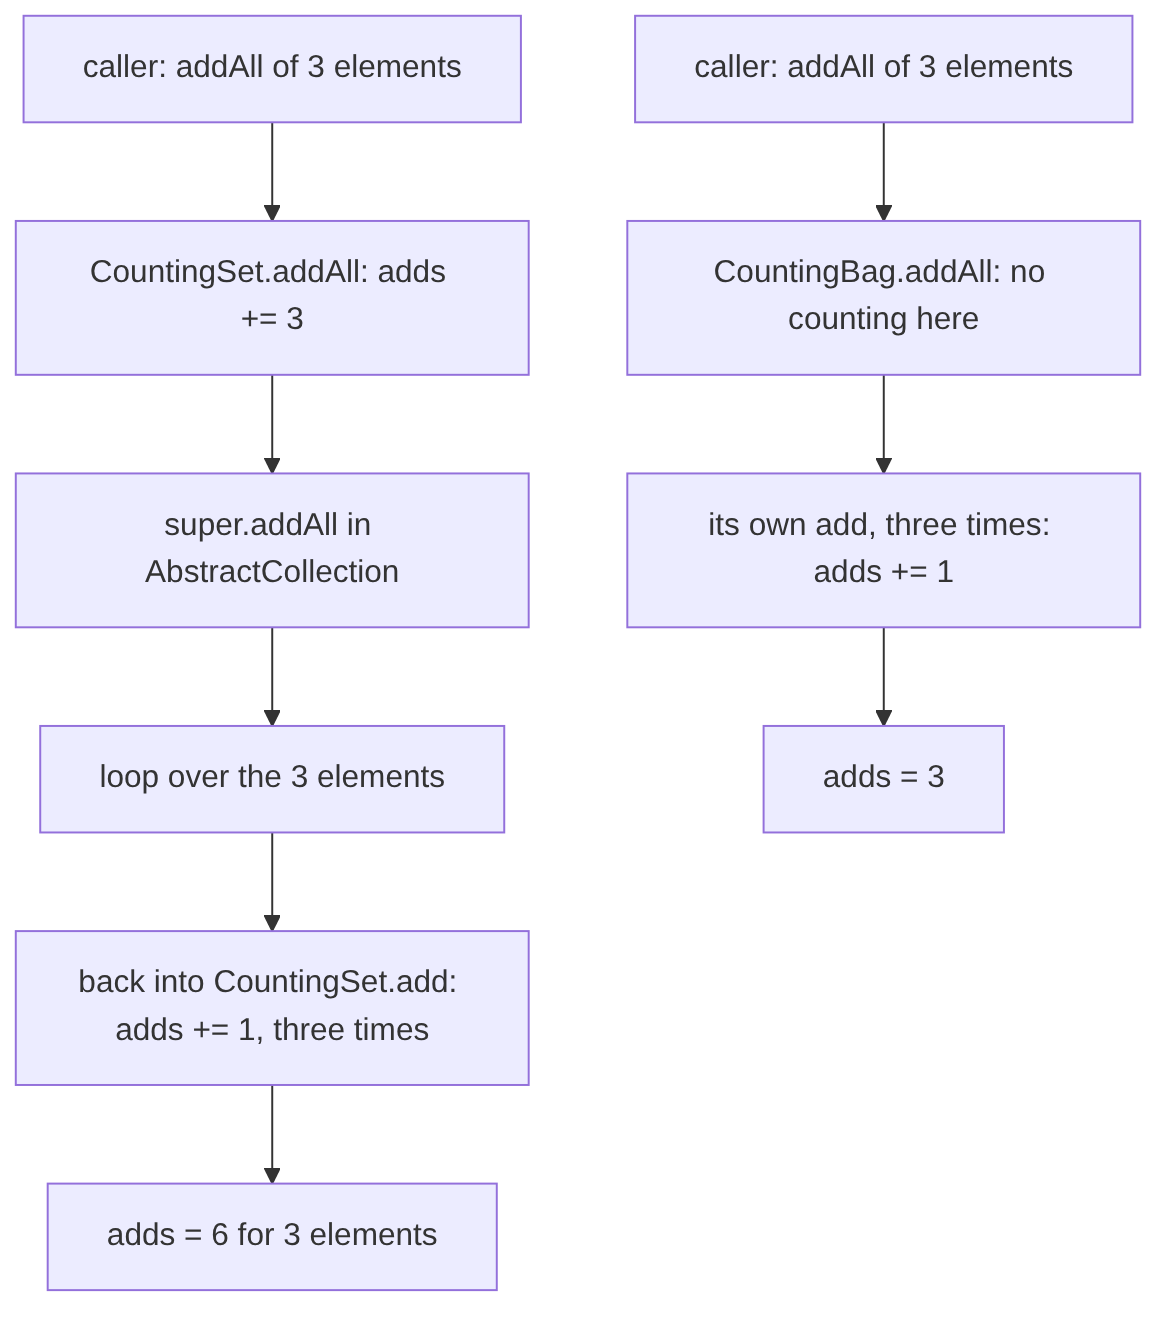 caller: addAll of 3 elements
CountingSet.addAll: adds
+= 3
super.addAll in
AbstractCollection
loop over the 3 elements
back into CountingSet.add:
adds += 1, three times
adds = 6 for 3 elements
caller: addAll of 3 elements
CountingBag.addAll: no
counting here
its own add, three times:
adds += 1
adds = 3